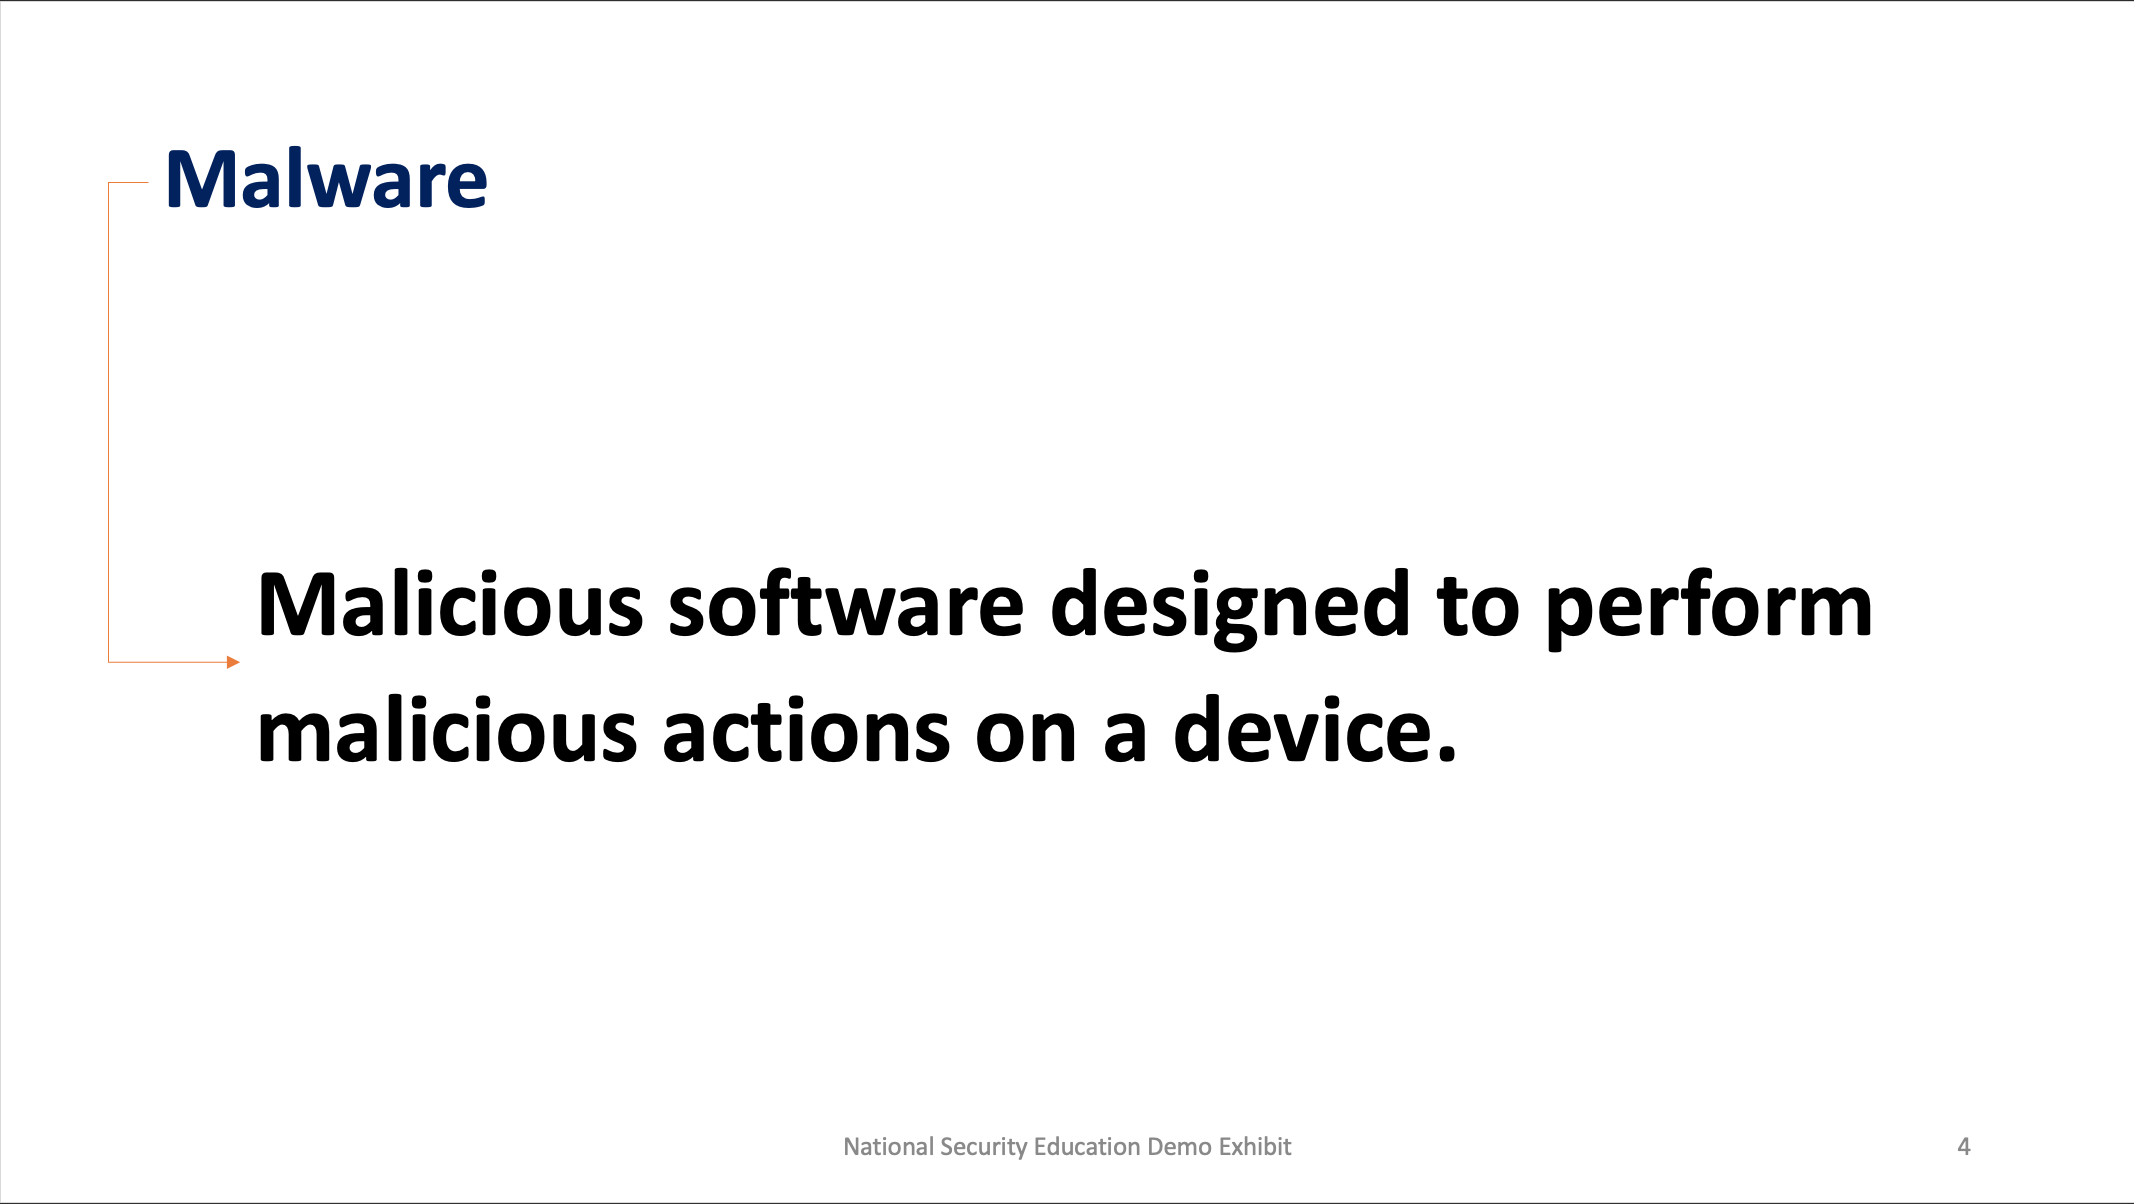 Malware
Malicious software designed to perform
malicious actions on a device.
National Security Education Demo Exhibit
4